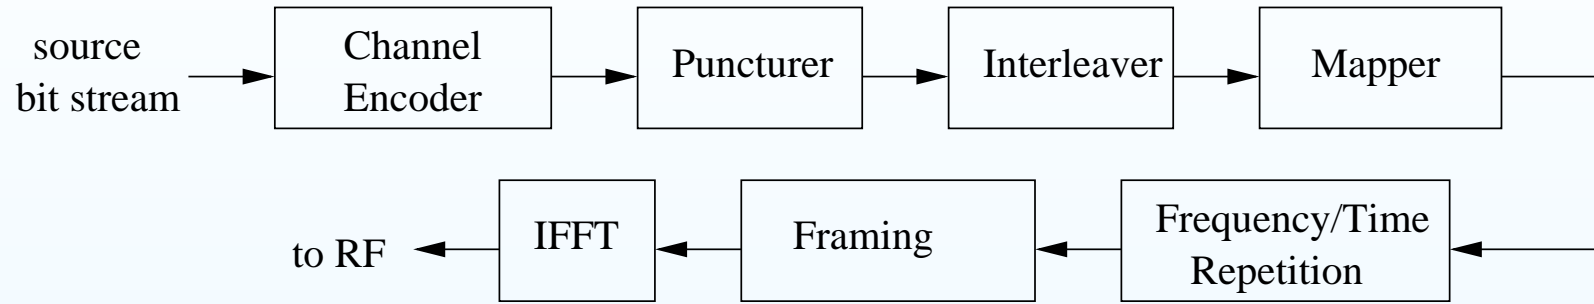 source
bit stream
Channel
Encoder
Puncturer
Interleaver
Mapper
Frequency/Time
Repetition
Framing
IFFT
to RF